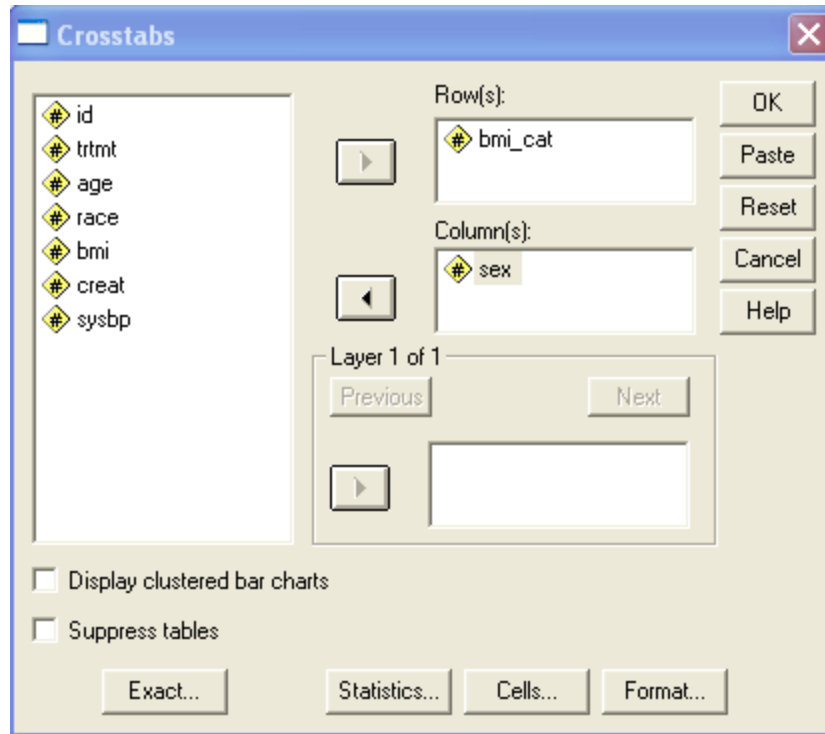 Crosstabs
id
trtmt
age
race
bmi
creat
sysbp
Row(s):
bmi_cat
Column(s):
sex
Layer 1 of 1
Previous
Next
OK
Paste
Reset
Cancel
Help
Display clustered bar charts
Suppress tables
Exact...
Statistics...
Cells...
Format...